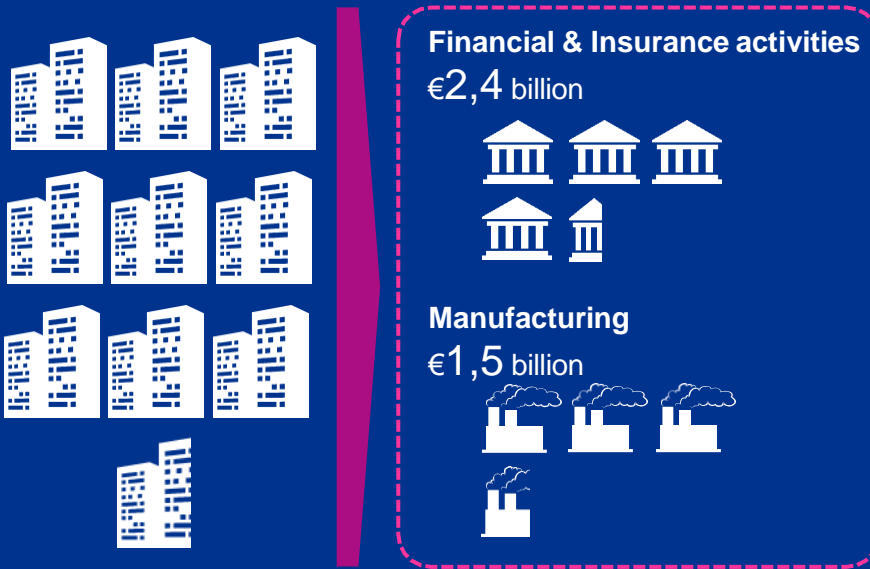 Financial & Insurance activities
€2,4 billion
Manufacturing
€1,5 billion